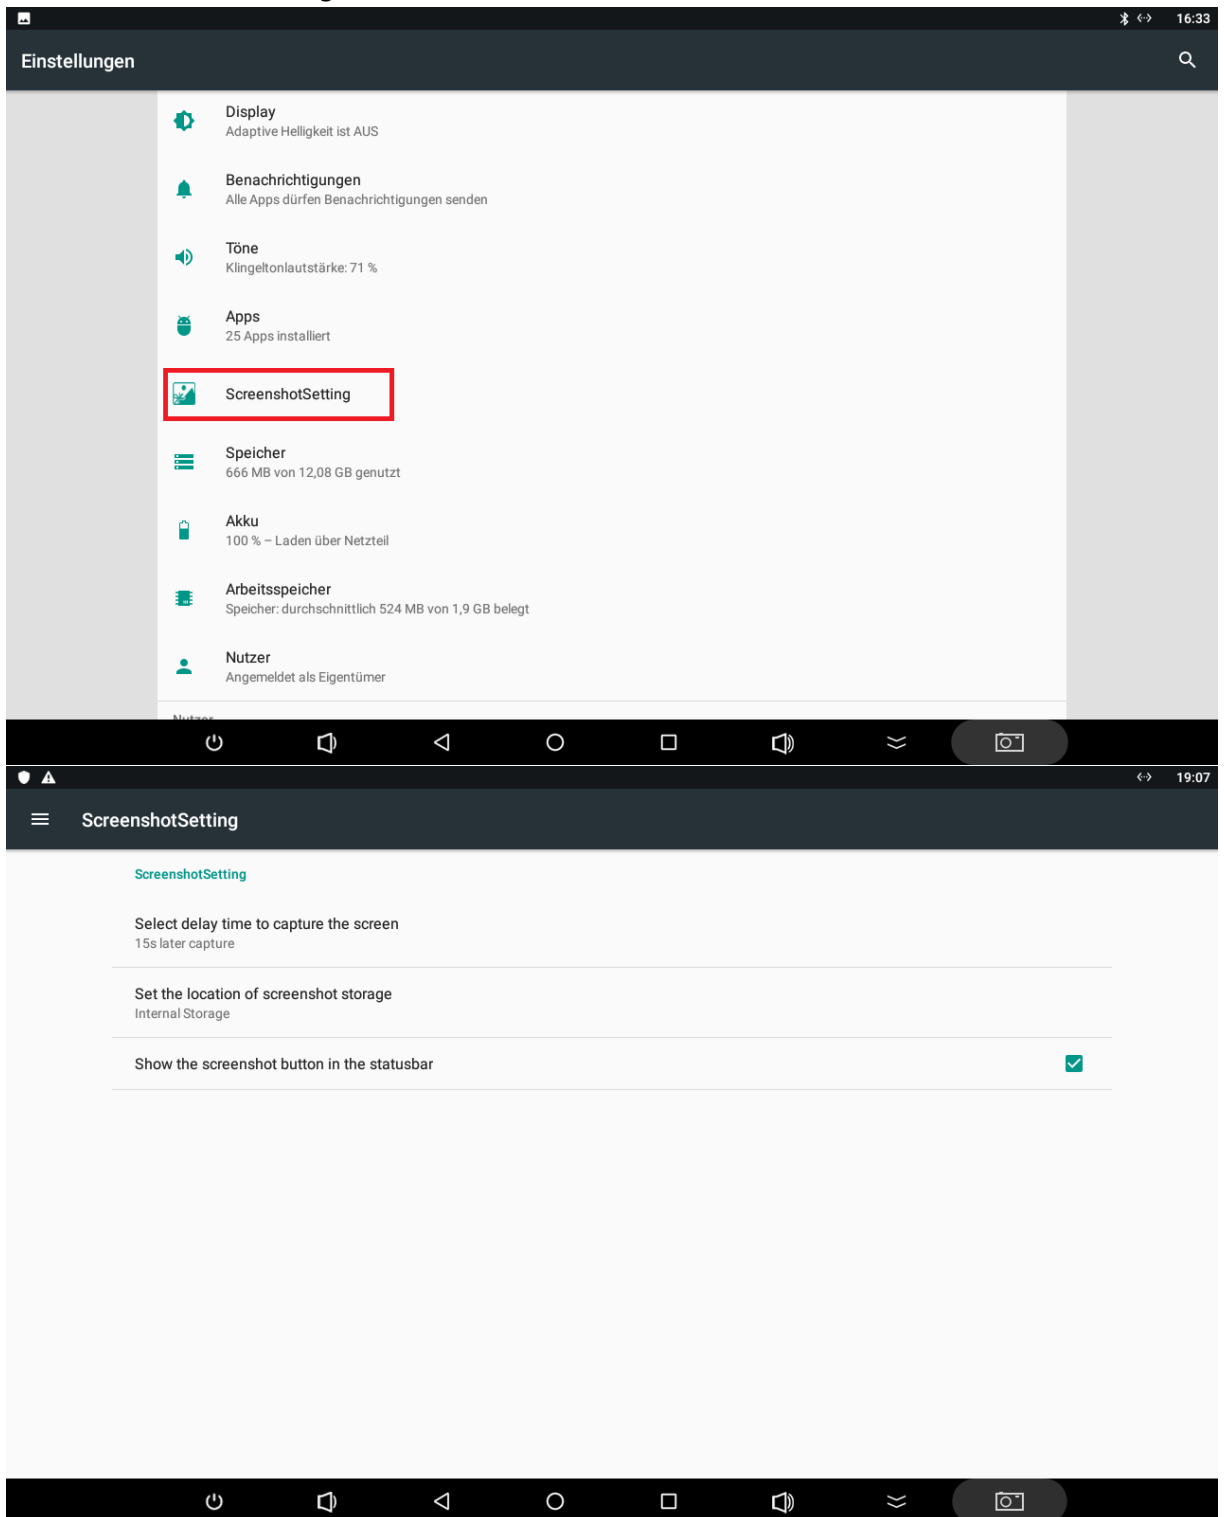 16:33
Einstellungen
Display
Adaptive Helligkeit ist AUS
Benachrichtigungen
Alle Apps dürfen Benachrichtigungen senden
Töne
Klingeltonlautstärke: 71 %
Apps
25 Apps installiert
ScreenshotSetting
Speicher
666 MB von 12,08 GB genutzt
Akku
100 % – Laden über Netzteil
Arbeitsspeicher
Speicher: durchschnittlich 524 MB von 1,9 GB belegt
Nutzer
Angemeldet als Eigentümer
Nutzer
19:07
ScreenshotSetting
ScreenshotSetting
Select delay time to capture the screen
15s later capture
Set the location of screenshot storage
Internal Storage
Show the screenshot button in the statusbar